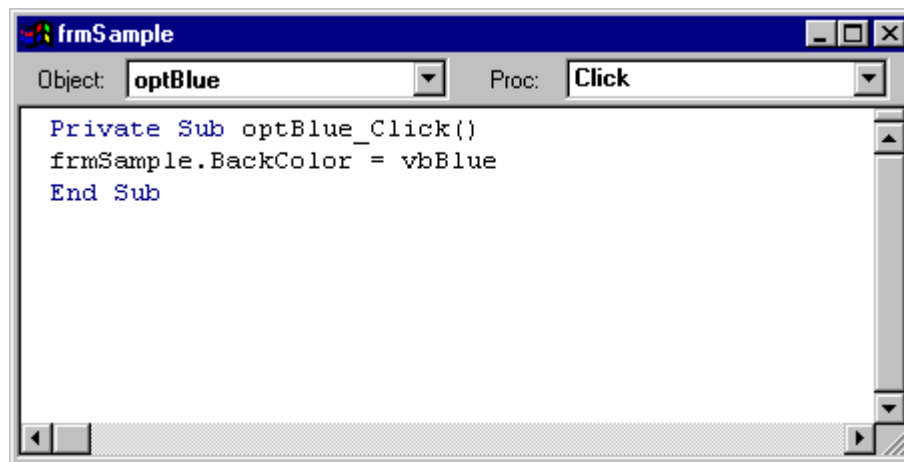 frmSample
Object: optBlue Proc: Click
Private Sub optBlue_Click()
frmSample.BackColor = vbBlue
End Sub